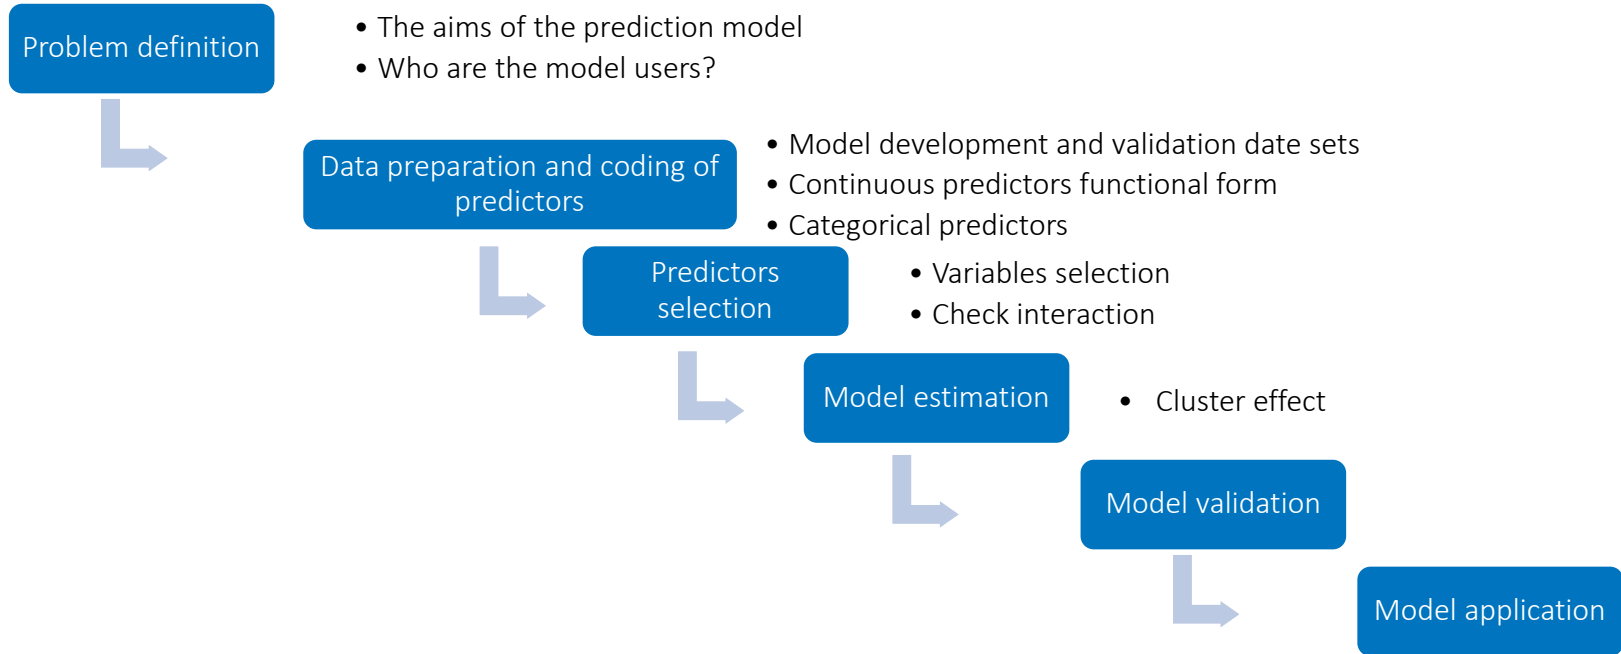 Problem definition
• The aims of the prediction model
• Who are the model users?
Data preparation and coding of
predictors
• Model development and validation date sets
• Continuous predictors functional form
• Categorical predictors
Predictors
selection
• Variables selection
• Check interaction
Model estimation
• Cluster effect
Model validation
Model application